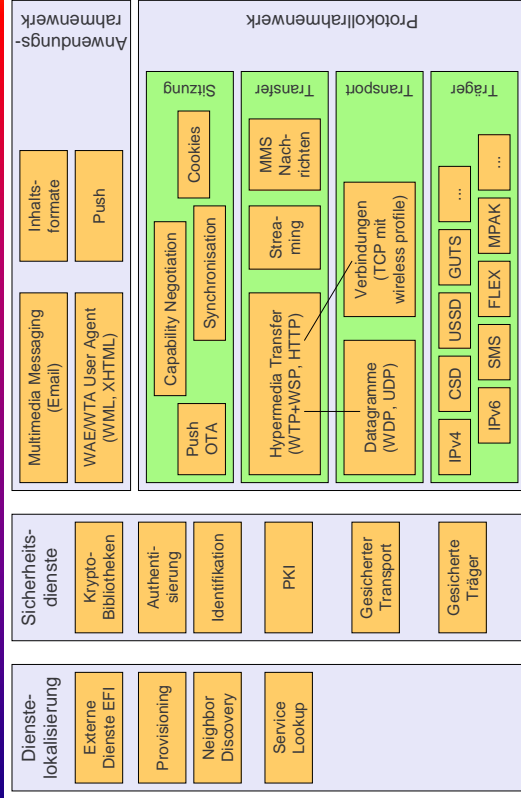 Dienste-
lokalisierung
Externe
Dienste EFI
Provisioning
Neighbor
Discovery
Service
Lookup
Sicherheits-
dienste
Krypto-
Bibliotheken
Authenti-
sierung
Identifikation
PKI
Gesicherter
Transport
Gesicherte
Träger
Multimedia Messaging
(Email)
Inhalts-
formate
WAE/WTA User Agent
(WML, XHTML)
Push
Anwendungs-
rahmenwerk
Capability Negotiation
Cookies
Push
OTA
Synchronisation
Sitzung
Hypermedia Transfer
(WTP+WSP, HTTP)
Strea-
ming
MMS
Nach-
richten
Transfer
Datagramme
(WDP, UDP)
Verbindungen
(TCP mit
wireless profile)
Transport
IPv4
CSD
USSD
GUTS
...
IPv6
SMS
FLEX
MPAK
...
Träger
Protokollrahmenwerk